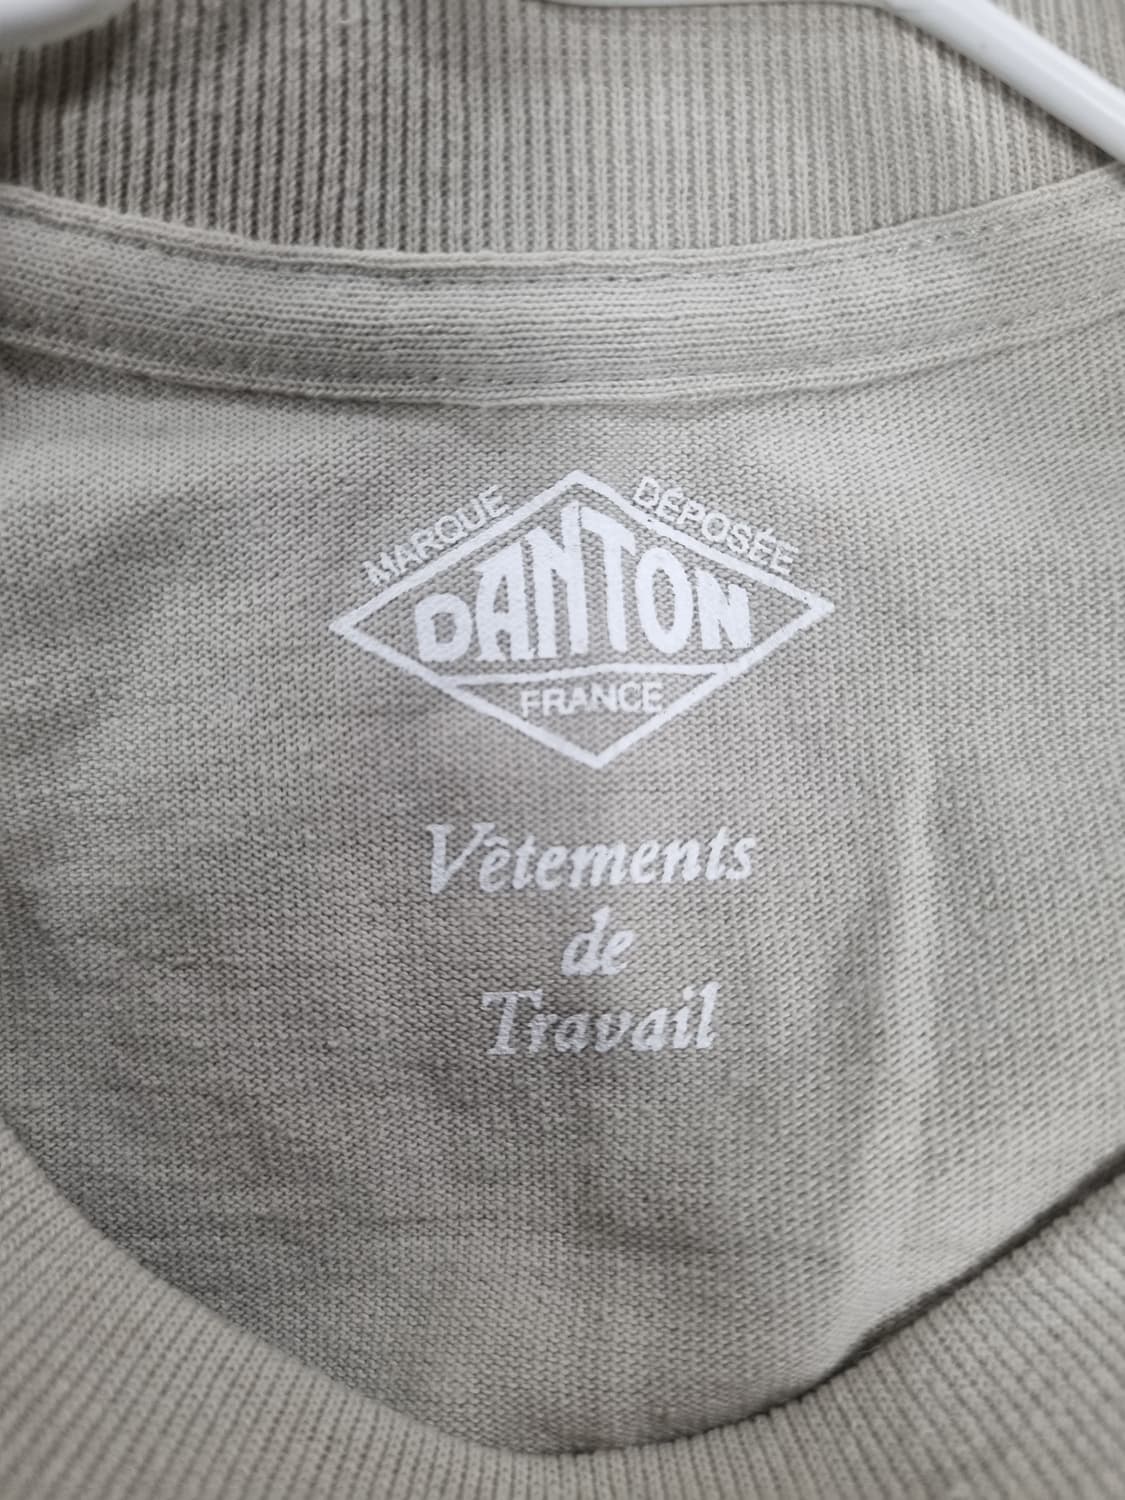 MARQUE DÉPOSÉE
DANTON
FRANCE
Vêtements
de
Travail